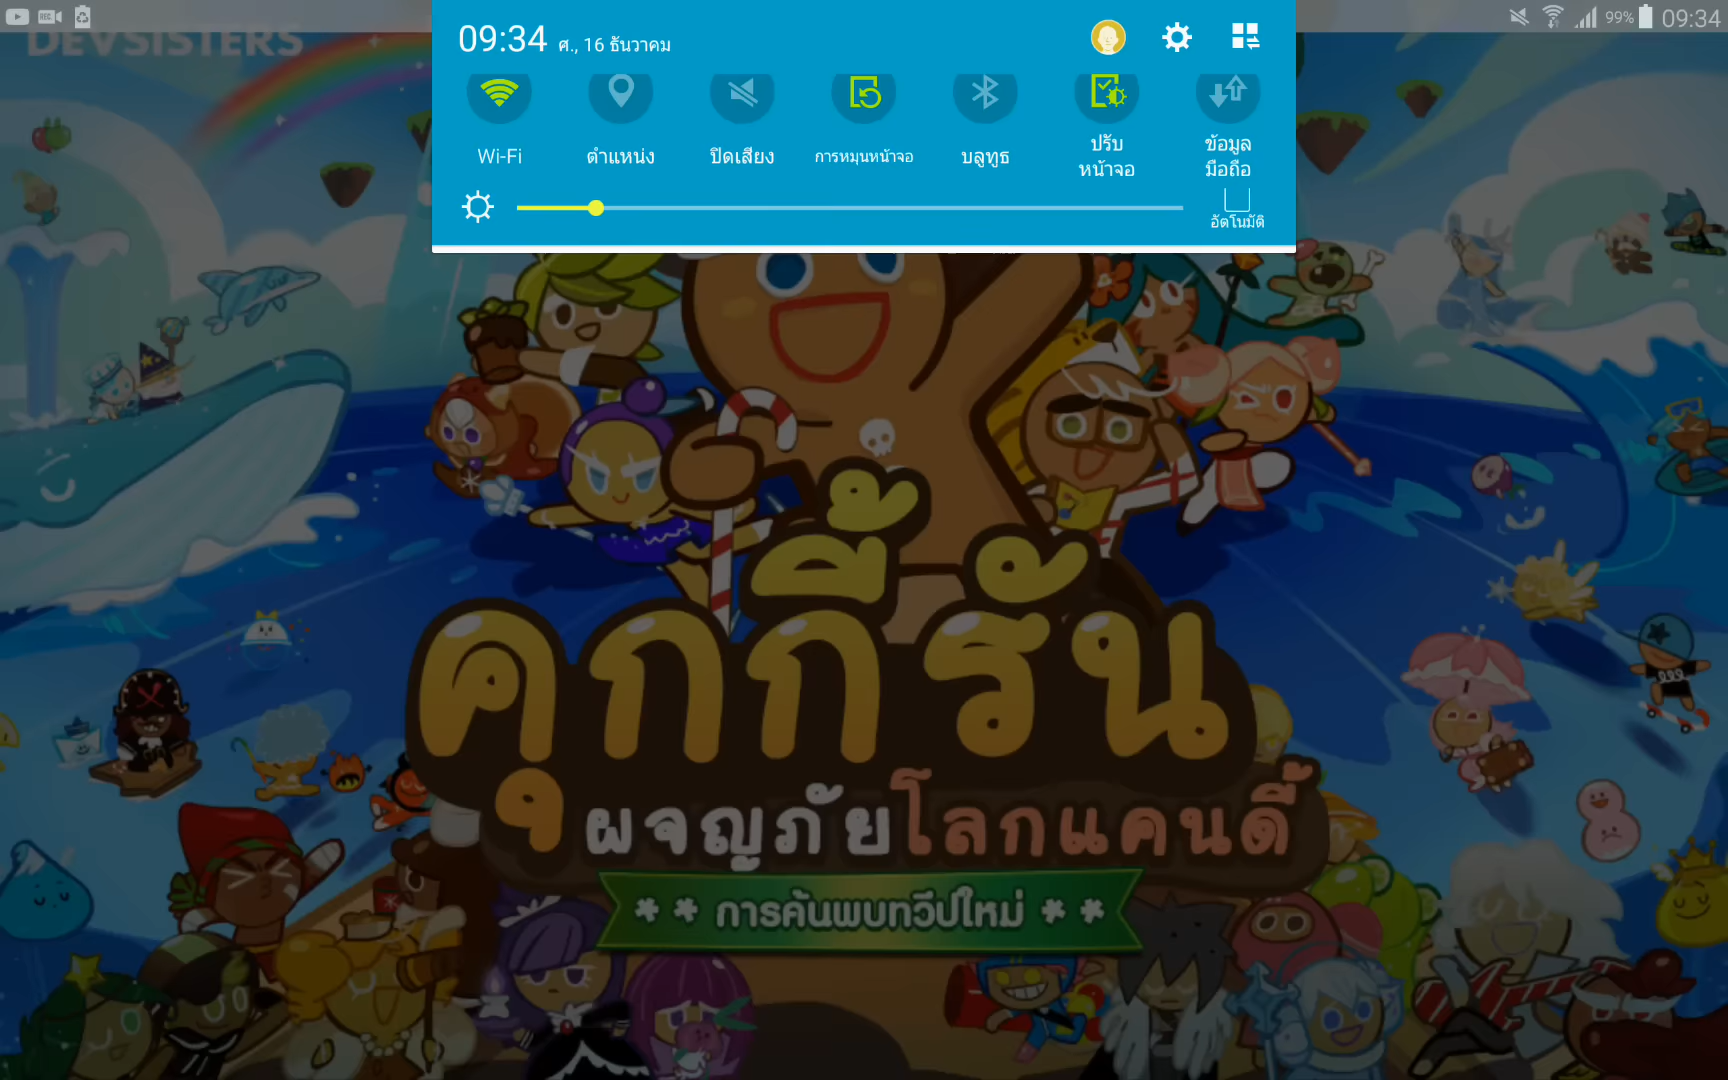 REC
99%
09:34
DEVSISTERS
09:34 ศ., 16 ธันวาคม
Wi-Fi
ตำแหน่ง
ปิดเสียง
การหมุนหน้าจอ
บลูทูธ
ปรับ
หน้าจอ
ข้อมูล
มือถือ
อัตโนมัติ
คุกกี้รัน
ผจญภัยโลกแคนดี้
การค้นพบทวีปใหม่